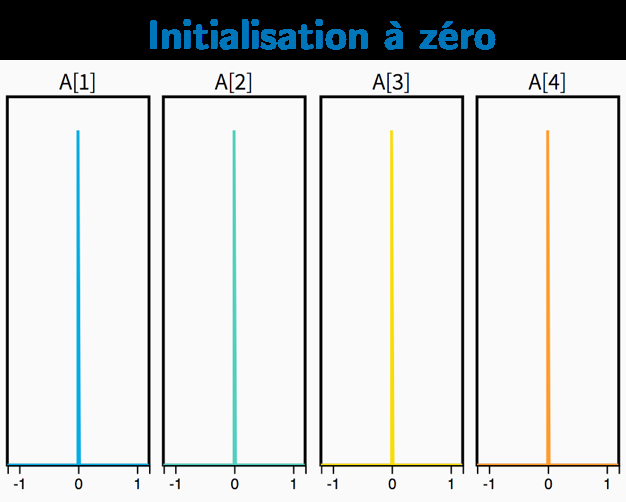 Initialisation à zéro
A[1] A[2] A[3] A[4]
-1 0 1 -1 0 1 -1 0 1 -1 0 1